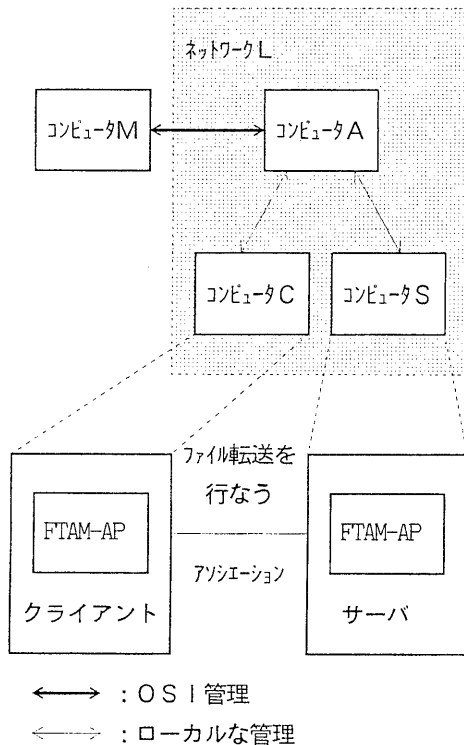 ネットワークL
コンピュータM
コンピュータA
コンピュータC
コンピュータS
ファイル転送を
行なう
FTAM-AP
FTAM-AP
アソシエーション
クライアント
サーバ
：OSI管理
：ローカルな管理